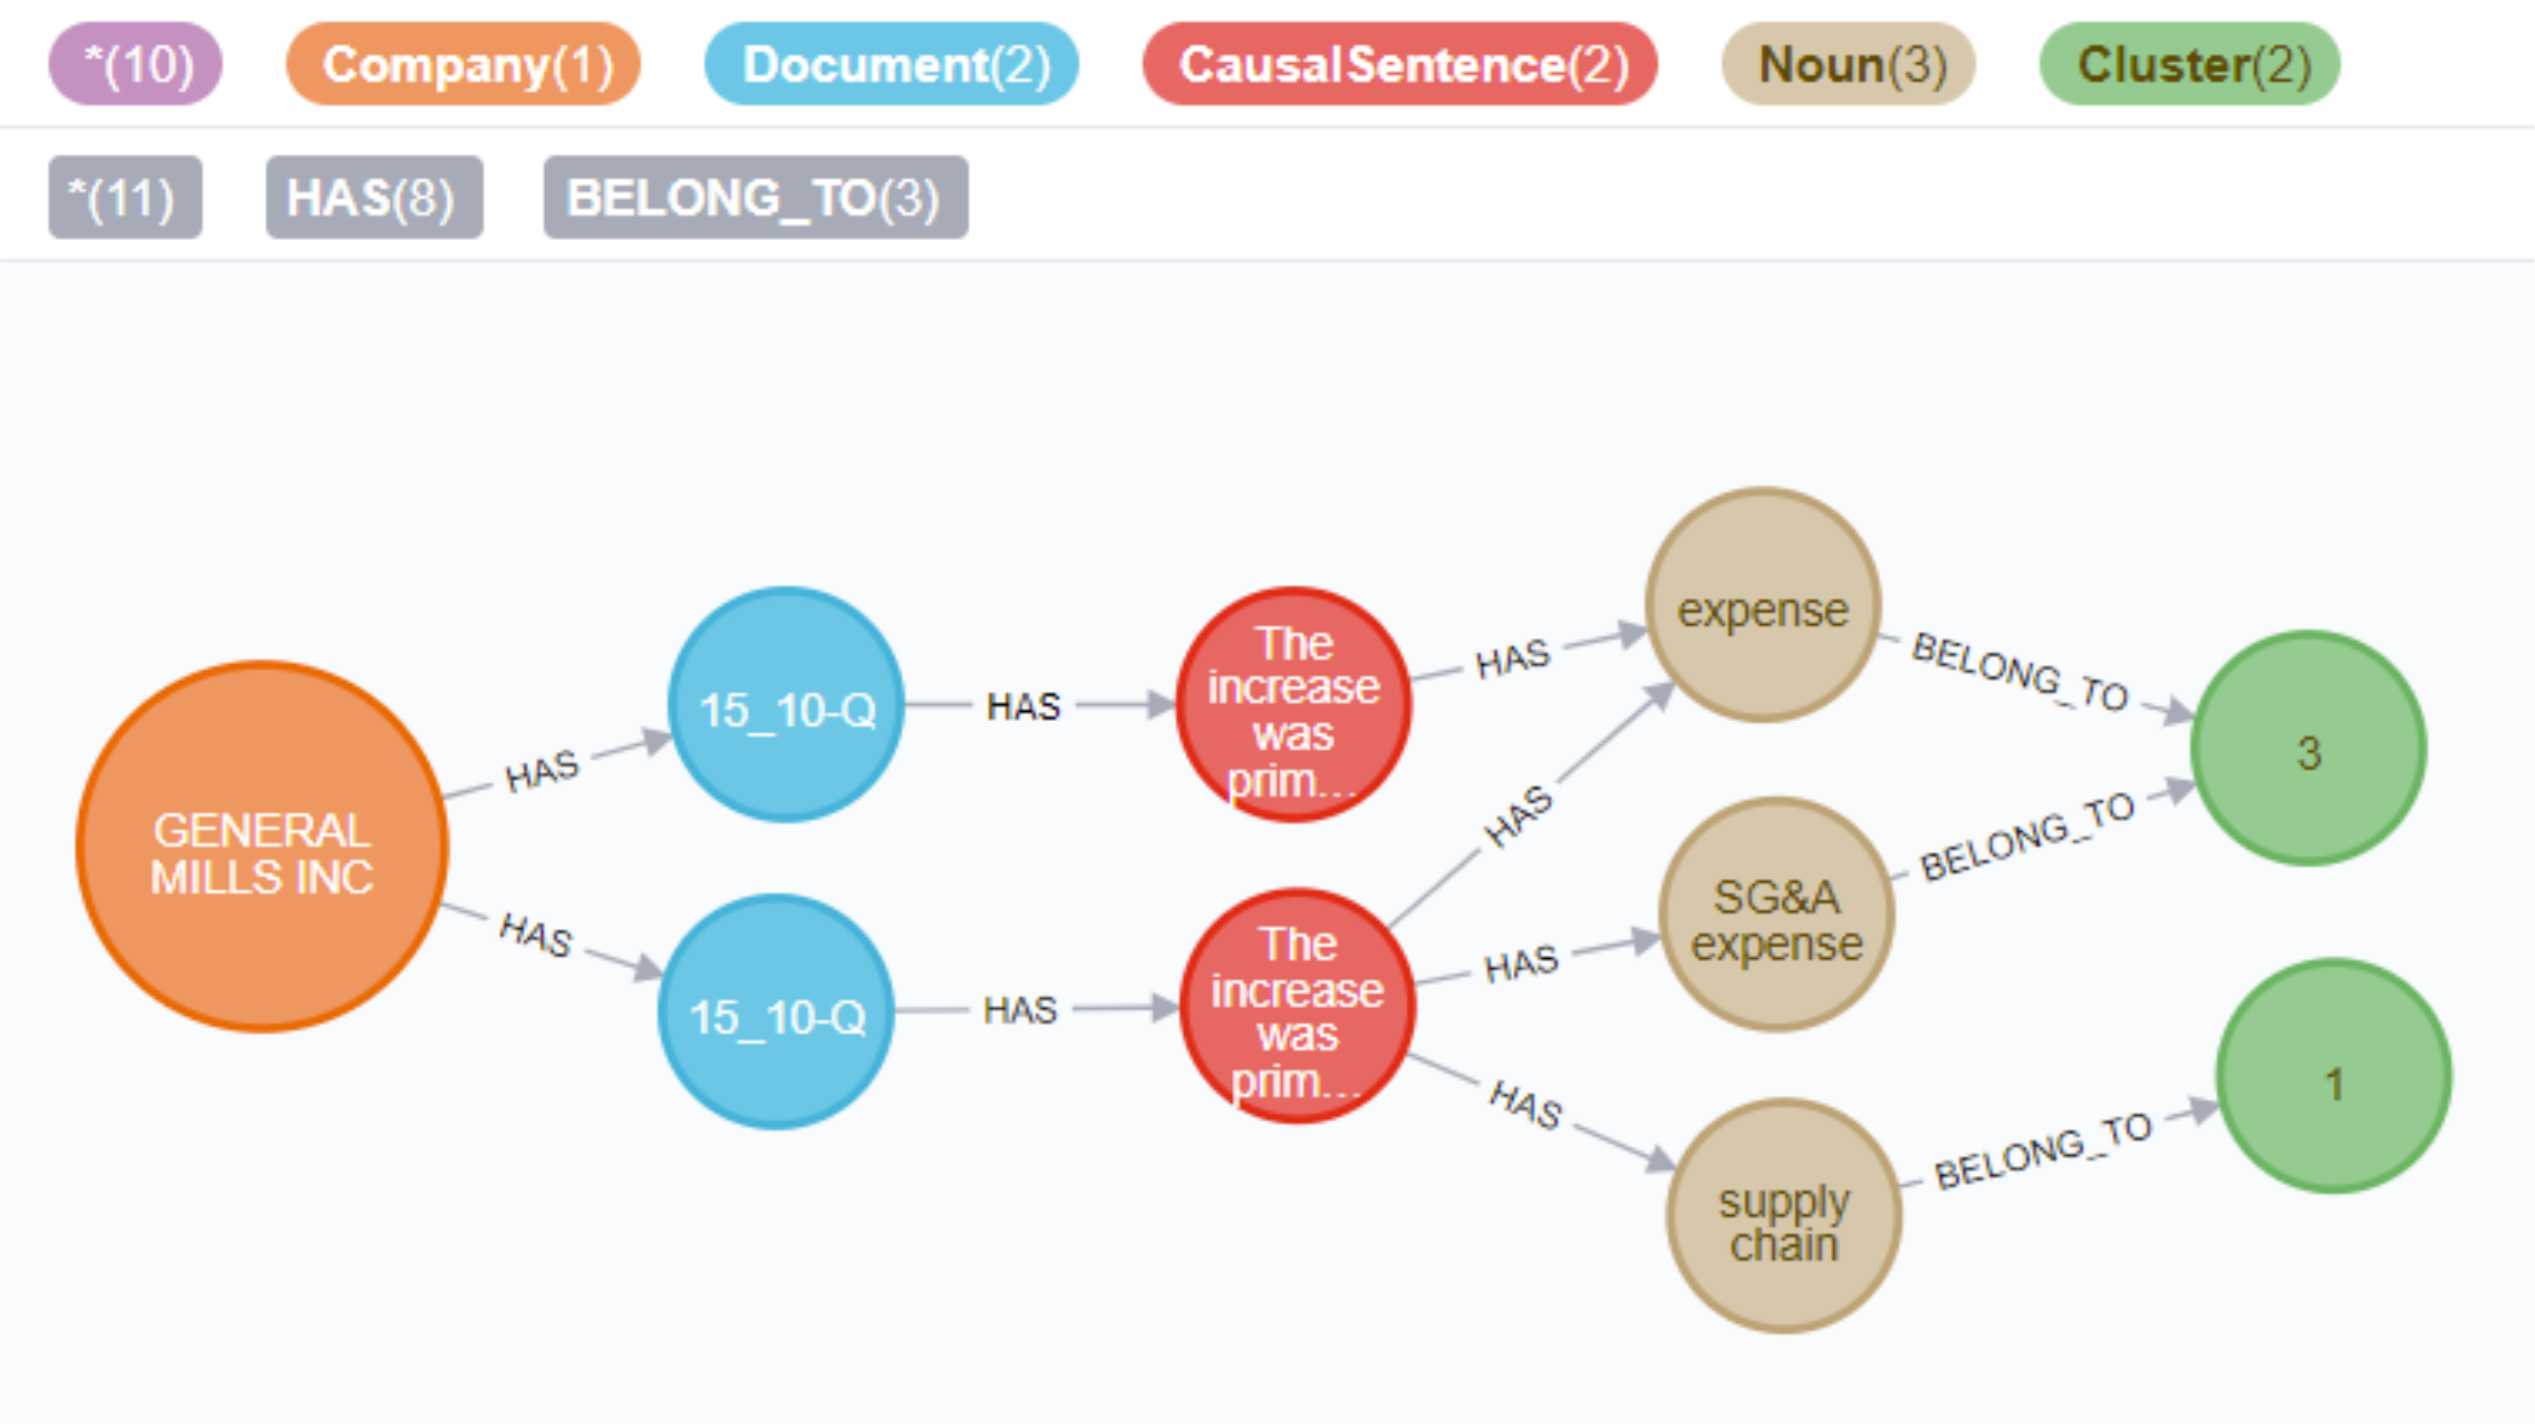 *(10) Company(1) Document(2) CausalSentence(2) Noun(3) Cluster(2)
*(11) HAS(8) BELONG_TO(3)
GENERAL
MILLS INC
HAS
HAS
15_10-Q
15_10-Q
HAS
HAS
The
increase
was
prim...
The
increase
was
prim...
HAS
HAS
HAS
HAS
expense
SG&A
expense
supply
chain
BELONG_TO
BELONG_TO
BELONG_TO
3
1